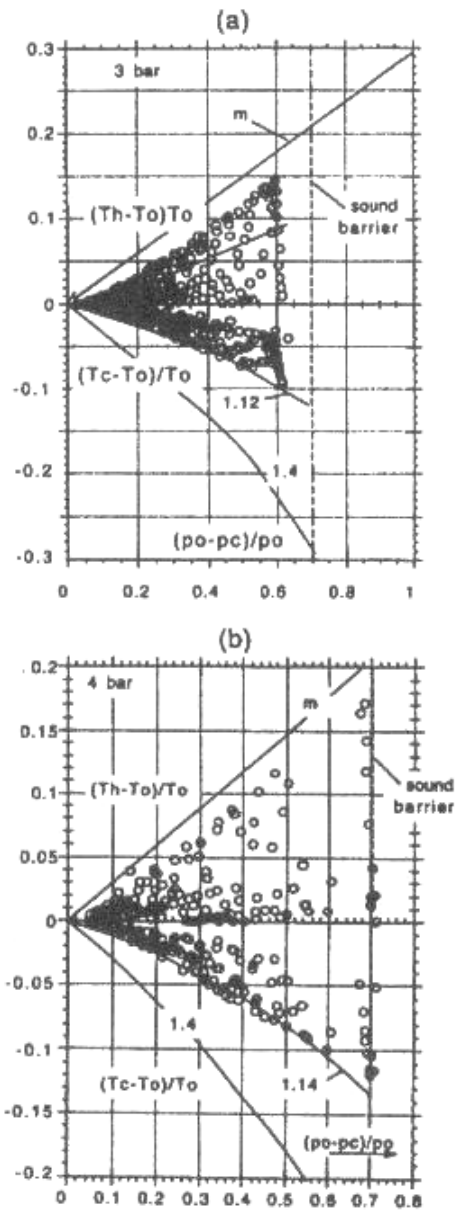 (a)
0.3
3 bar
m
0.2
(Th-To)To
sound
barrier
0.1
0
(Tc-To)/To
-0.1
1.12
-0.2
1.4
(po-pc)/po
-0.3
0 0.2 0.4 0.6 0.8 1
(b)
0.2
4 bar
m
0.15
(Th-To)/To
sound
barrier
0.1
0.05
0
-0.05
1.4
-0.1
(Tc-To)/To
1.14
-0.15
(po-pc)/po
-0.2
0 0.1 0.2 0.3 0.4 0.5 0.6 0.7 0.8